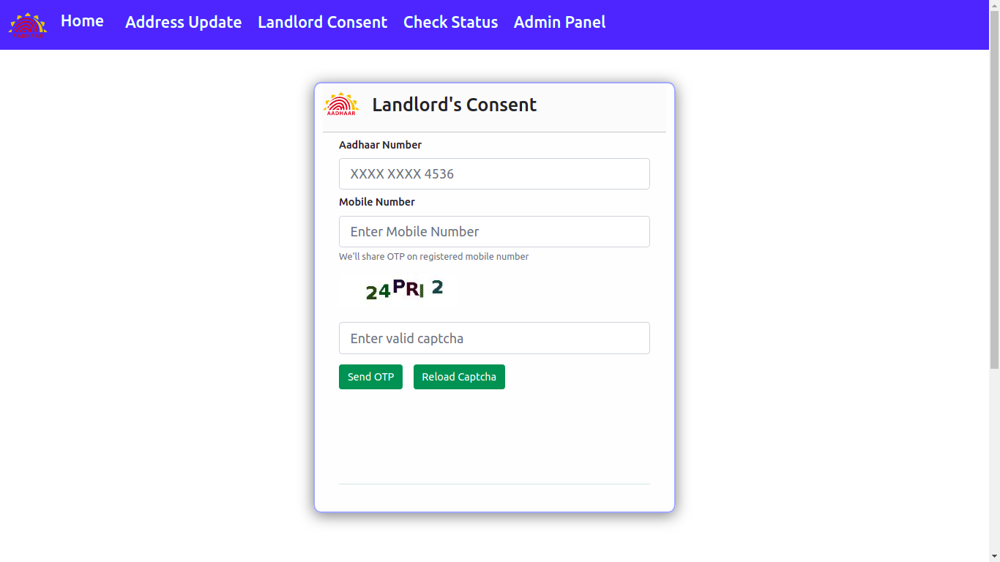 Home Address Update Landlord Consent Check Status Admin Panel
AADHAAR Landlord's Consent
Aadhaar Number
XXXX XXXX 4536
Mobile Number
Enter Mobile Number
We'll share OTP on registered mobile number
24PRI 2
Enter valid captcha
Send OTP Reload Captcha